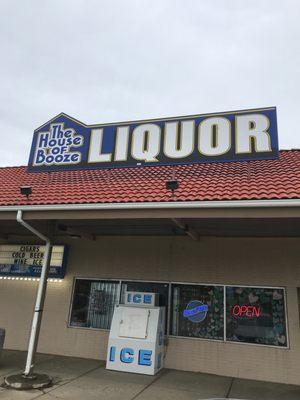 The
House
OF
Booze
LIQUOR
CIGARS
COLD BEER
WINE ICE
ICE
OPEN
ICE